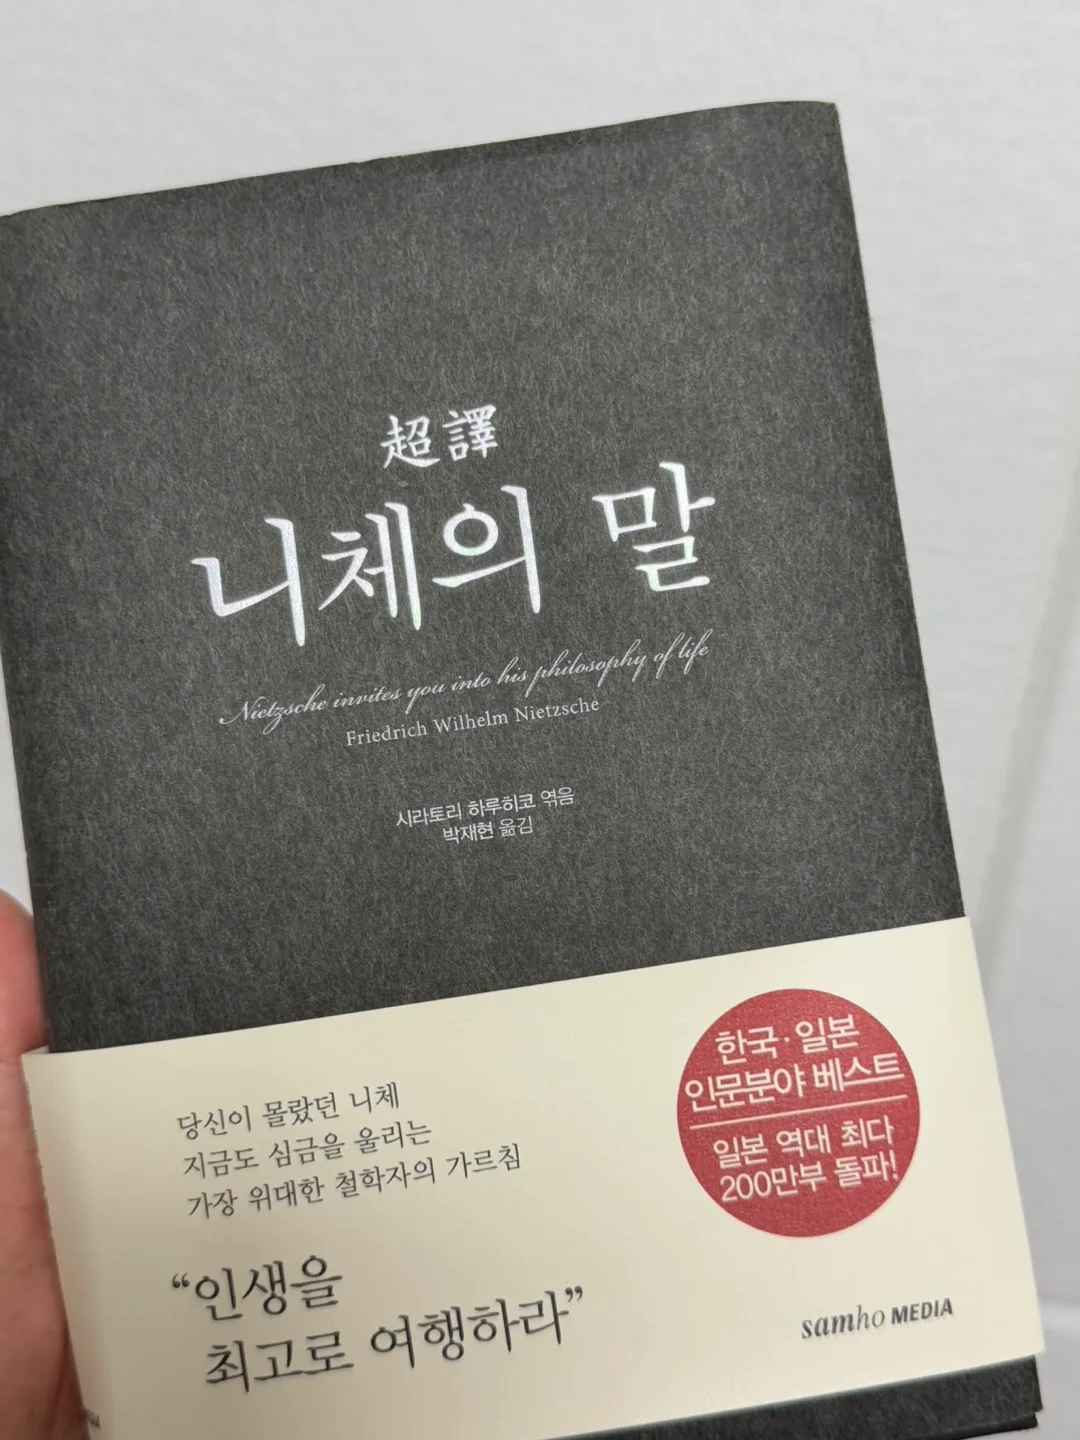 超譯
니체의 말
Nietzsche invites you into his philosophy of life
Friedrich Wilhelm Nietzsche
시라토리 하루히코 엮음
박재현 옮김
당신이 몰랐던 니체
지금도 심금을 울리는
가장 위대한 철학자의 가르침
“인생을
최고로 여행하라”
한국·일본
인문분야 베스트
일본 역대 최다
200만부 돌파!
samho MEDIA